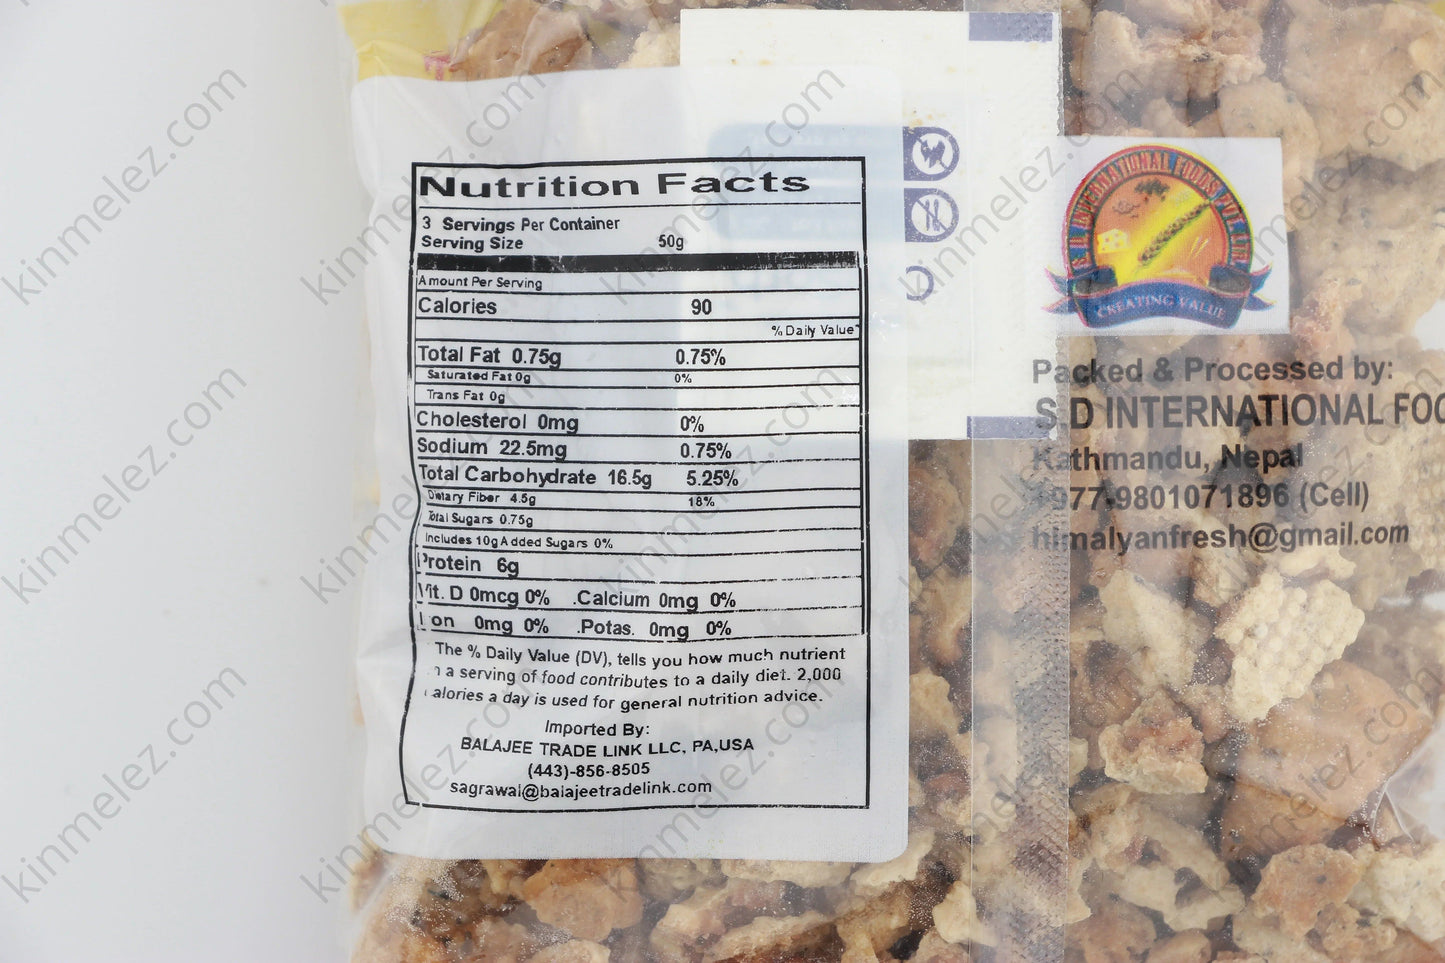 Nutrition Facts
3 Servings Per Container
Serving Size 50g
Amount Per Serving
Calories 90
% Daily Value*
Total Fat 0.75g 0.75%
Saturated Fat 0g 0%
Trans Fat 0g
Cholesterol 0mg 0%
Sodium 22.5mg 0.75%
Total Carbohydrate 16.5g 5.25%
Dietary Fiber 4.5g 18%
Total Sugars 0.75g
Includes 10g Added Sugars 0%
Protein 6g
Vit. D 0mcg 0% .Calcium 0mg 0%
Iron 0mg 0% .Potas. 0mg 0%
The % Daily Value (DV), tells you how much nutrient
a serving of food contributes to a daily diet. 2,000
calories a day is used for general nutrition advice.
Imported By:
BALAJEE TRADE LINK LLC, PA,USA
(443)-856-8505
sagrawal@balajeetradelink.com
INTERNATIONAL FOODS
CREATING VALUE
Packed & Processed by:
S.D INTERNATIONAL
Kathmandu, Nepal
977-9801071896 (Cell)
himalyanfresh@gmail.com
kinmelez.com